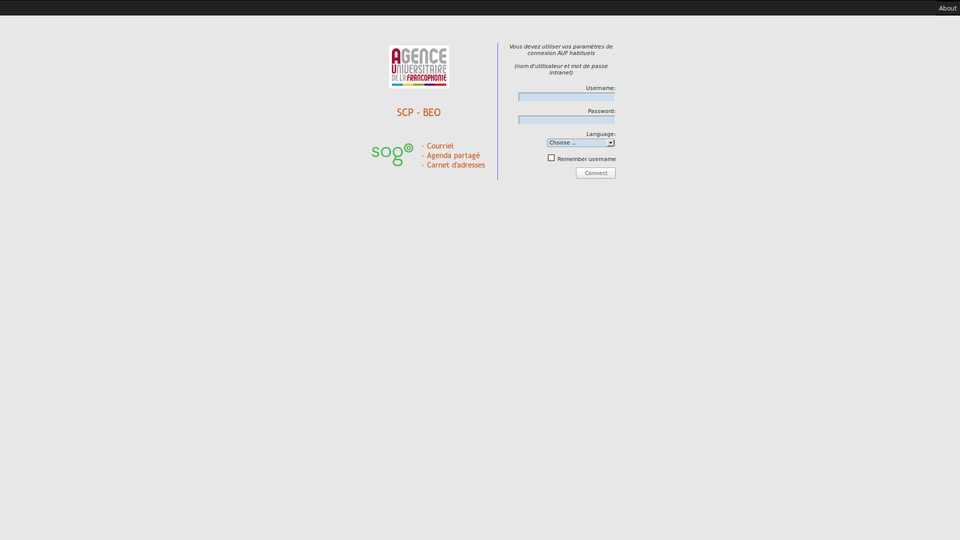 About
AGENCE
UNIVERSITAIRE
DE LA FRANCOPHONIE
SCP - BEO
sogo
- Courriel
- Agenda partagé
- Carnet d'adresses
Vous devez utiliser vos paramètres de
connexion AUF habituels
(nom d'utilisateur et mot de passe
intranet)
Username:
Password:
Language:
Choose ...
Remember username
Connect